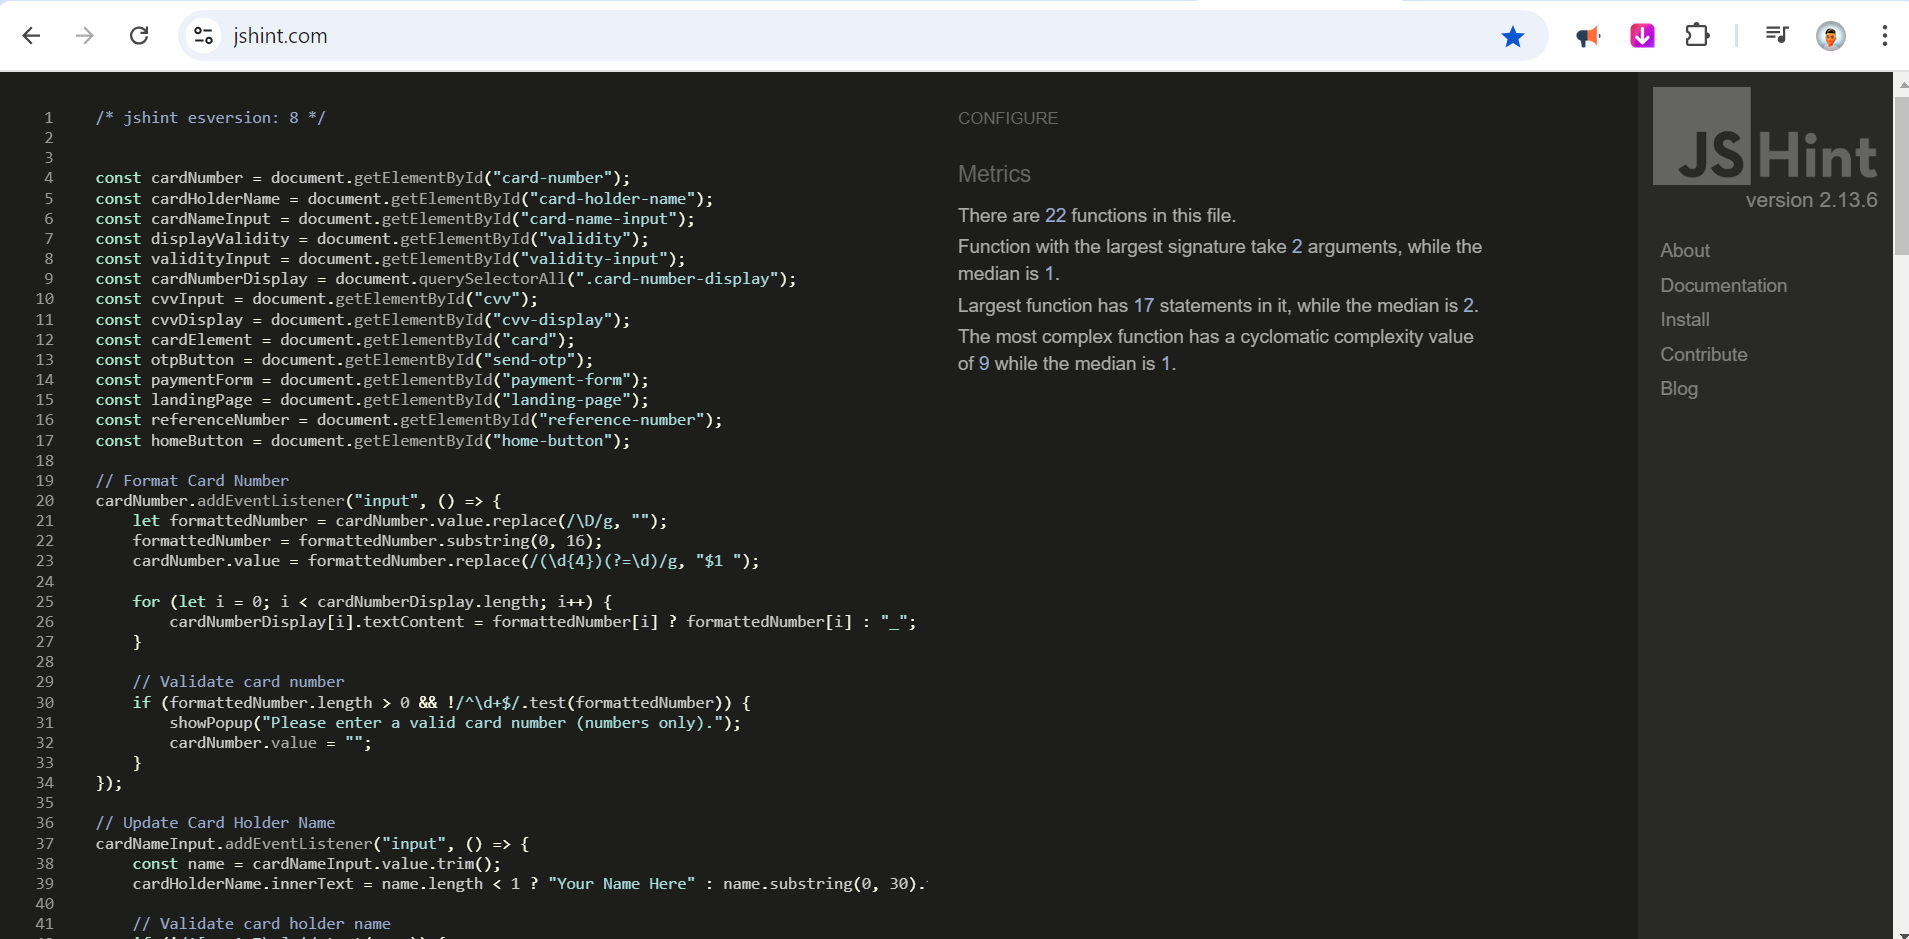 jshint.com
1 /* jshint esversion: 8 */
2
3
4 const cardNumber = document.getElementById("card-number");
5 const cardHolderName = document.getElementById("card-holder-name");
6 const cardNameInput = document.getElementById("card-name-input");
7 const displayValidity = document.getElementById("validity");
8 const validityInput = document.getElementById("validity-input");
9 const cardNumberDisplay = document.querySelectorAll(".card-number-display");
10 const cvvInput = document.getElementById("cvv");
11 const cvvDisplay = document.getElementById("cvv-display");
12 const cardElement = document.getElementById("card");
13 const otpButton = document.getElementById("send-otp");
14 const paymentForm = document.getElementById("payment-form");
15 const landingPage = document.getElementById("landing-page");
16 const referenceNumber = document.getElementById("reference-number");
17 const homeButton = document.getElementById("home-button");
18
19 // Format Card Number
20 cardNumber.addEventListener("input", () => {
21 let formattedNumber = cardNumber.value.replace(/\D/g, "");
22 formattedNumber = formattedNumber.substring(0, 16);
23 cardNumber.value = formattedNumber.replace(/(\d{4})(?=\d)/g, "$1 ");
24
25 for (let i = 0; i < cardNumberDisplay.length; i++) {
26 cardNumberDisplay[i].textContent = formattedNumber[i] ? formattedNumber[i] : "_";
27 }
28
29 // Validate card number
30 if (formattedNumber.length > 0 && !/^\d+$/.test(formattedNumber)) {
31 showPopup("Please enter a valid card number (numbers only).");
32 cardNumber.value = "";
33 }
34 });
35
36 // Update Card Holder Name
37 cardNameInput.addEventListener("input", () => {
38 const name = cardNameInput.value.trim();
39 cardHolderName.innerText = name.length < 1 ? "Your Name Here" : name.substring(0, 30).
40
41 // Validate card holder name
CONFIGURE
Metrics
There are 22 functions in this file.
Function with the largest signature take 2 arguments, while the
median is 1.
Largest function has 17 statements in it, while the median is 2.
The most complex function has a cyclomatic complexity value
of 9 while the median is 1.
JSHint
version 2.13.6
About
Documentation
Install
Contribute
Blog